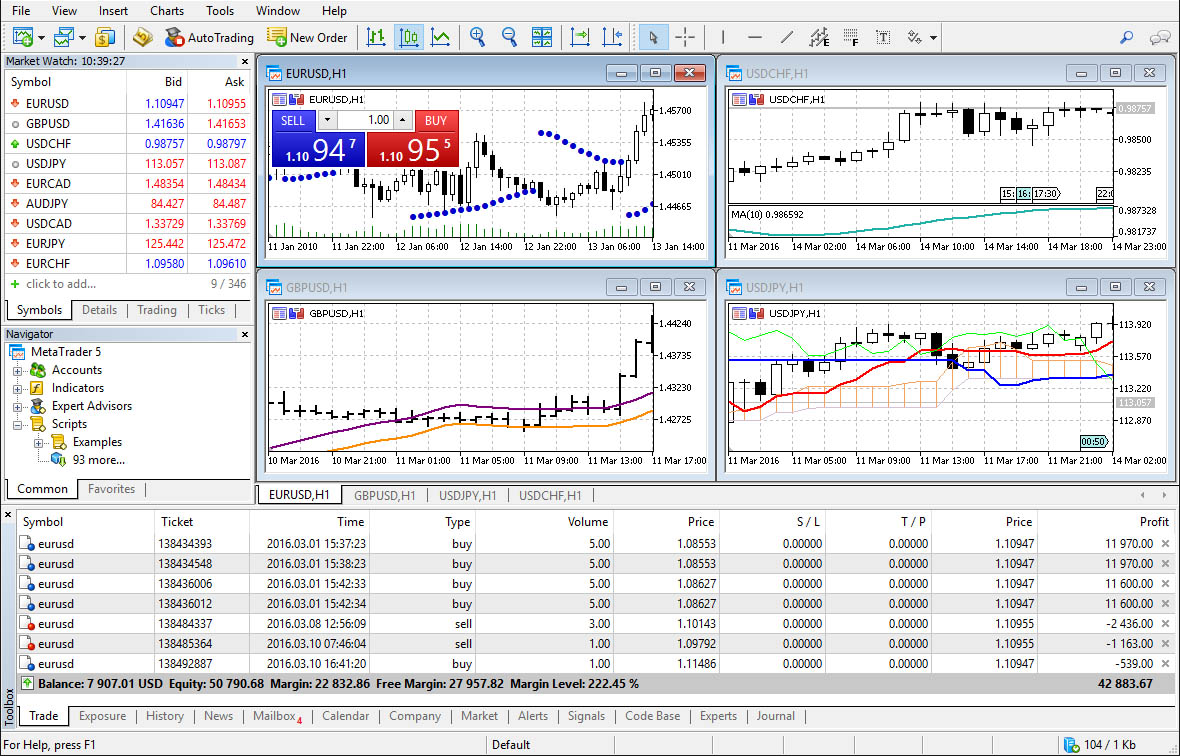 File View Insert Charts Tools Window Help
AutoTrading New Order
Market Watch: 10:39:27
Symbol Bid Ask
EURUSD 1.10947 1.10955
GBPUSD 1.41636 1.41653
USDCHF 0.98757 0.98797
USDJPY 113.057 113.087
EURCAD 1.48354 1.48434
AUDJPY 84.427 84.487
USDCAD 1.33729 1.33769
EURJPY 125.442 125.472
EURCHF 1.09580 1.09610
click to add... 9 / 346
Symbols Details Trading Ticks
Navigator
MetaTrader 5
Accounts
Indicators
Expert Advisors
Scripts
Examples
93 more...
Common Favorites
EURUSD,H1
EURUSD,H1
SELL 1.00 BUY
1.10 94 7 1.10 95 5
1.45700
1.45355
1.45010
1.44665
11 Jan 2010 11 Jan 22:00 12 Jan 06:00 12 Jan 14:00 12 Jan 22:00 13 Jan 06:00 13 Jan 14:00
USDCHF,H1
USDCHF,H1
0.98757
0.98500
0.98235
15: 16: 17:30 22:0
MA(10) 0.986592
0.987328
0.981737
11 Mar 2016 14 Mar 02:00 14 Mar 06:00 14 Mar 10:00 14 Mar 14:00 14 Mar 18:00 14 Mar 23:00
GBPUSD,H1
GBPUSD,H1
1.44240
1.43735
1.43230
1.42725
10 Mar 2016 10 Mar 21:00 11 Mar 01:00 11 Mar 05:00 11 Mar 09:00 11 Mar 13:00 11 Mar 17:00
USDJPY,H1
USDJPY,H1
113.920
113.570
113.220
113.057
112.870
00:50
11 Mar 2016 11 Mar 05:00 11 Mar 09:00 11 Mar 13:00 11 Mar 17:00 11 Mar 21:00 14 Mar 02:00
EURUSD,H1 GBPUSD,H1 USDJPY,H1 USDCHF,H1
Symbol Ticket Time Type Volume Price S / L T / P Price Profit
eurusd 138434393 2016.03.01 15:37:23 buy 5.00 1.08553 0.00000 0.00000 1.10947 11 970.00
eurusd 138434548 2016.03.01 15:38:23 buy 5.00 1.08553 0.00000 0.00000 1.10947 11 970.00
eurusd 138436006 2016.03.01 15:42:33 buy 5.00 1.08627 0.00000 0.00000 1.10947 11 600.00
eurusd 138436012 2016.03.01 15:42:34 buy 5.00 1.08627 0.00000 0.00000 1.10947 11 600.00
eurusd 138484337 2016.03.08 12:56:09 sell 3.00 1.10143 0.00000 0.00000 1.10955 -2 436.00
eurusd 138485364 2016.03.10 07:46:04 sell 1.00 1.09792 0.00000 0.00000 1.10955 -1 163.00
eurusd 138492887 2016.03.10 16:41:20 buy 1.00 1.11486 0.00000 0.00000 1.10947 -539.00
Balance: 7 907.01 USD Equity: 50 790.68 Margin: 22 832.86 Free Margin: 27 957.82 Margin Level: 222.45 % 42 883.67
Toolbox
Trade Exposure History News Mailbox 4 Calendar Company Market Alerts Signals Code Base Experts Journal
For Help, press F1 Default 104 / 1 Kb